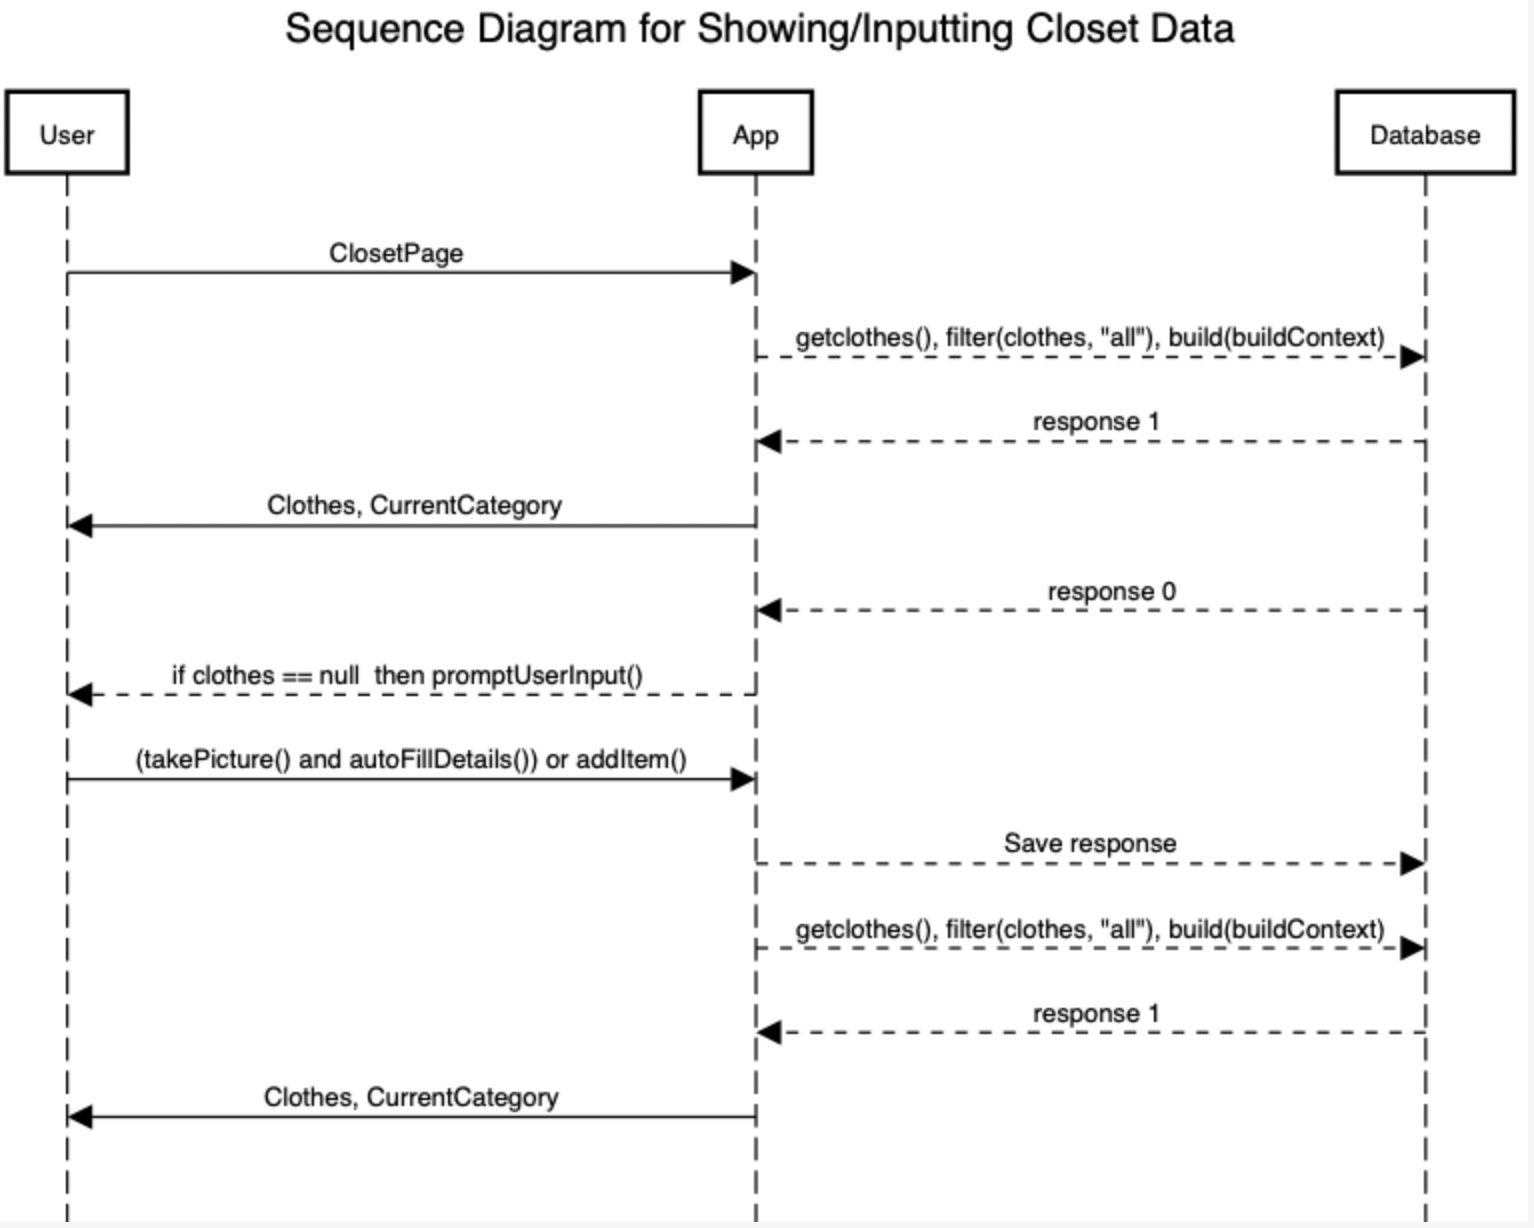 Sequence Diagram for Showing/Inputting Closet Data
User
App
Database
ClosetPage
getclothes(), filter(clothes, "all"), build(buildContext)
response 1
Clothes, CurrentCategory
response 0
if clothes == null  then promptUserInput()
(takePicture() and autoFillDetails()) or addItem()
Save response
getclothes(), filter(clothes, "all"), build(buildContext)
response 1
Clothes, CurrentCategory